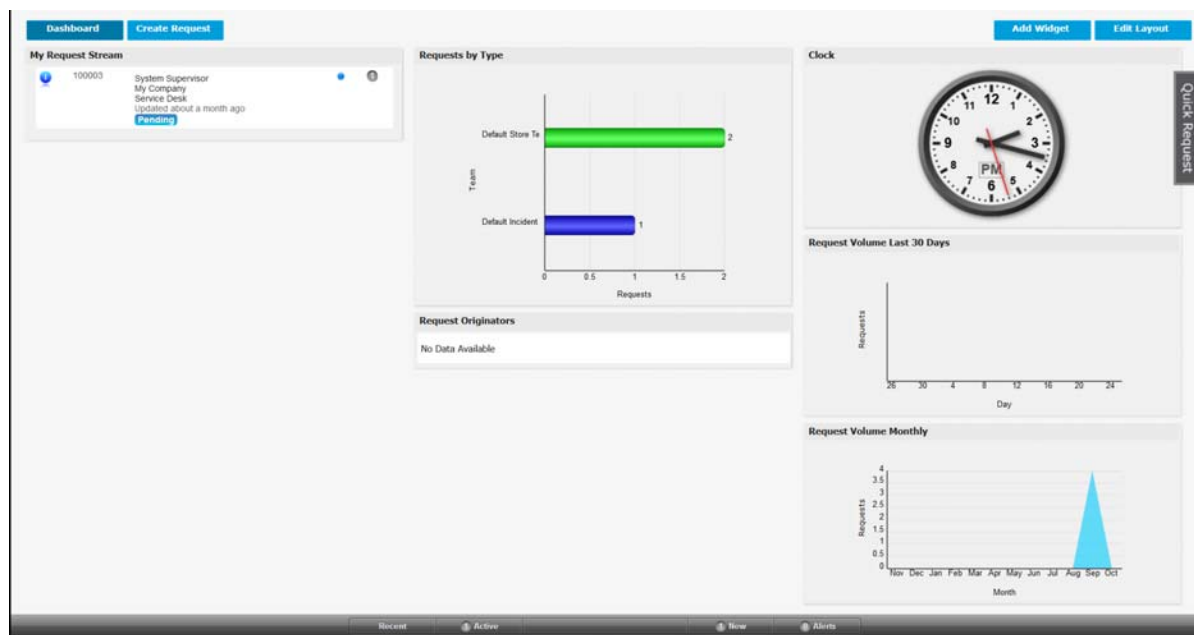 Dashboard
Create Request
Add Widget
Edit Layout
My Request Stream
100003
System Supervisor
My Company
Service Desk
Updated about a month ago
Pending
1
Requests by Type
Team
Default Store Te
2
Default Incident
1
0 0.5 1 1.5 2
Requests
Request Originators
No Data Available
Clock
12 1 2 3 4 5 6 7 8 9 10 11
PM
Quick Request
Request Volume Last 30 Days
Requests
26 30 4 8 12 16 20 24
Day
Request Volume Monthly
Requests
4
3.5
3
2.5
2
1.5
1
0.5
0
Nov Dec Jan Feb Mar Apr May Jun Jul Aug Sep Oct
Month
Recent
1 Active
1 New
0 Alerts